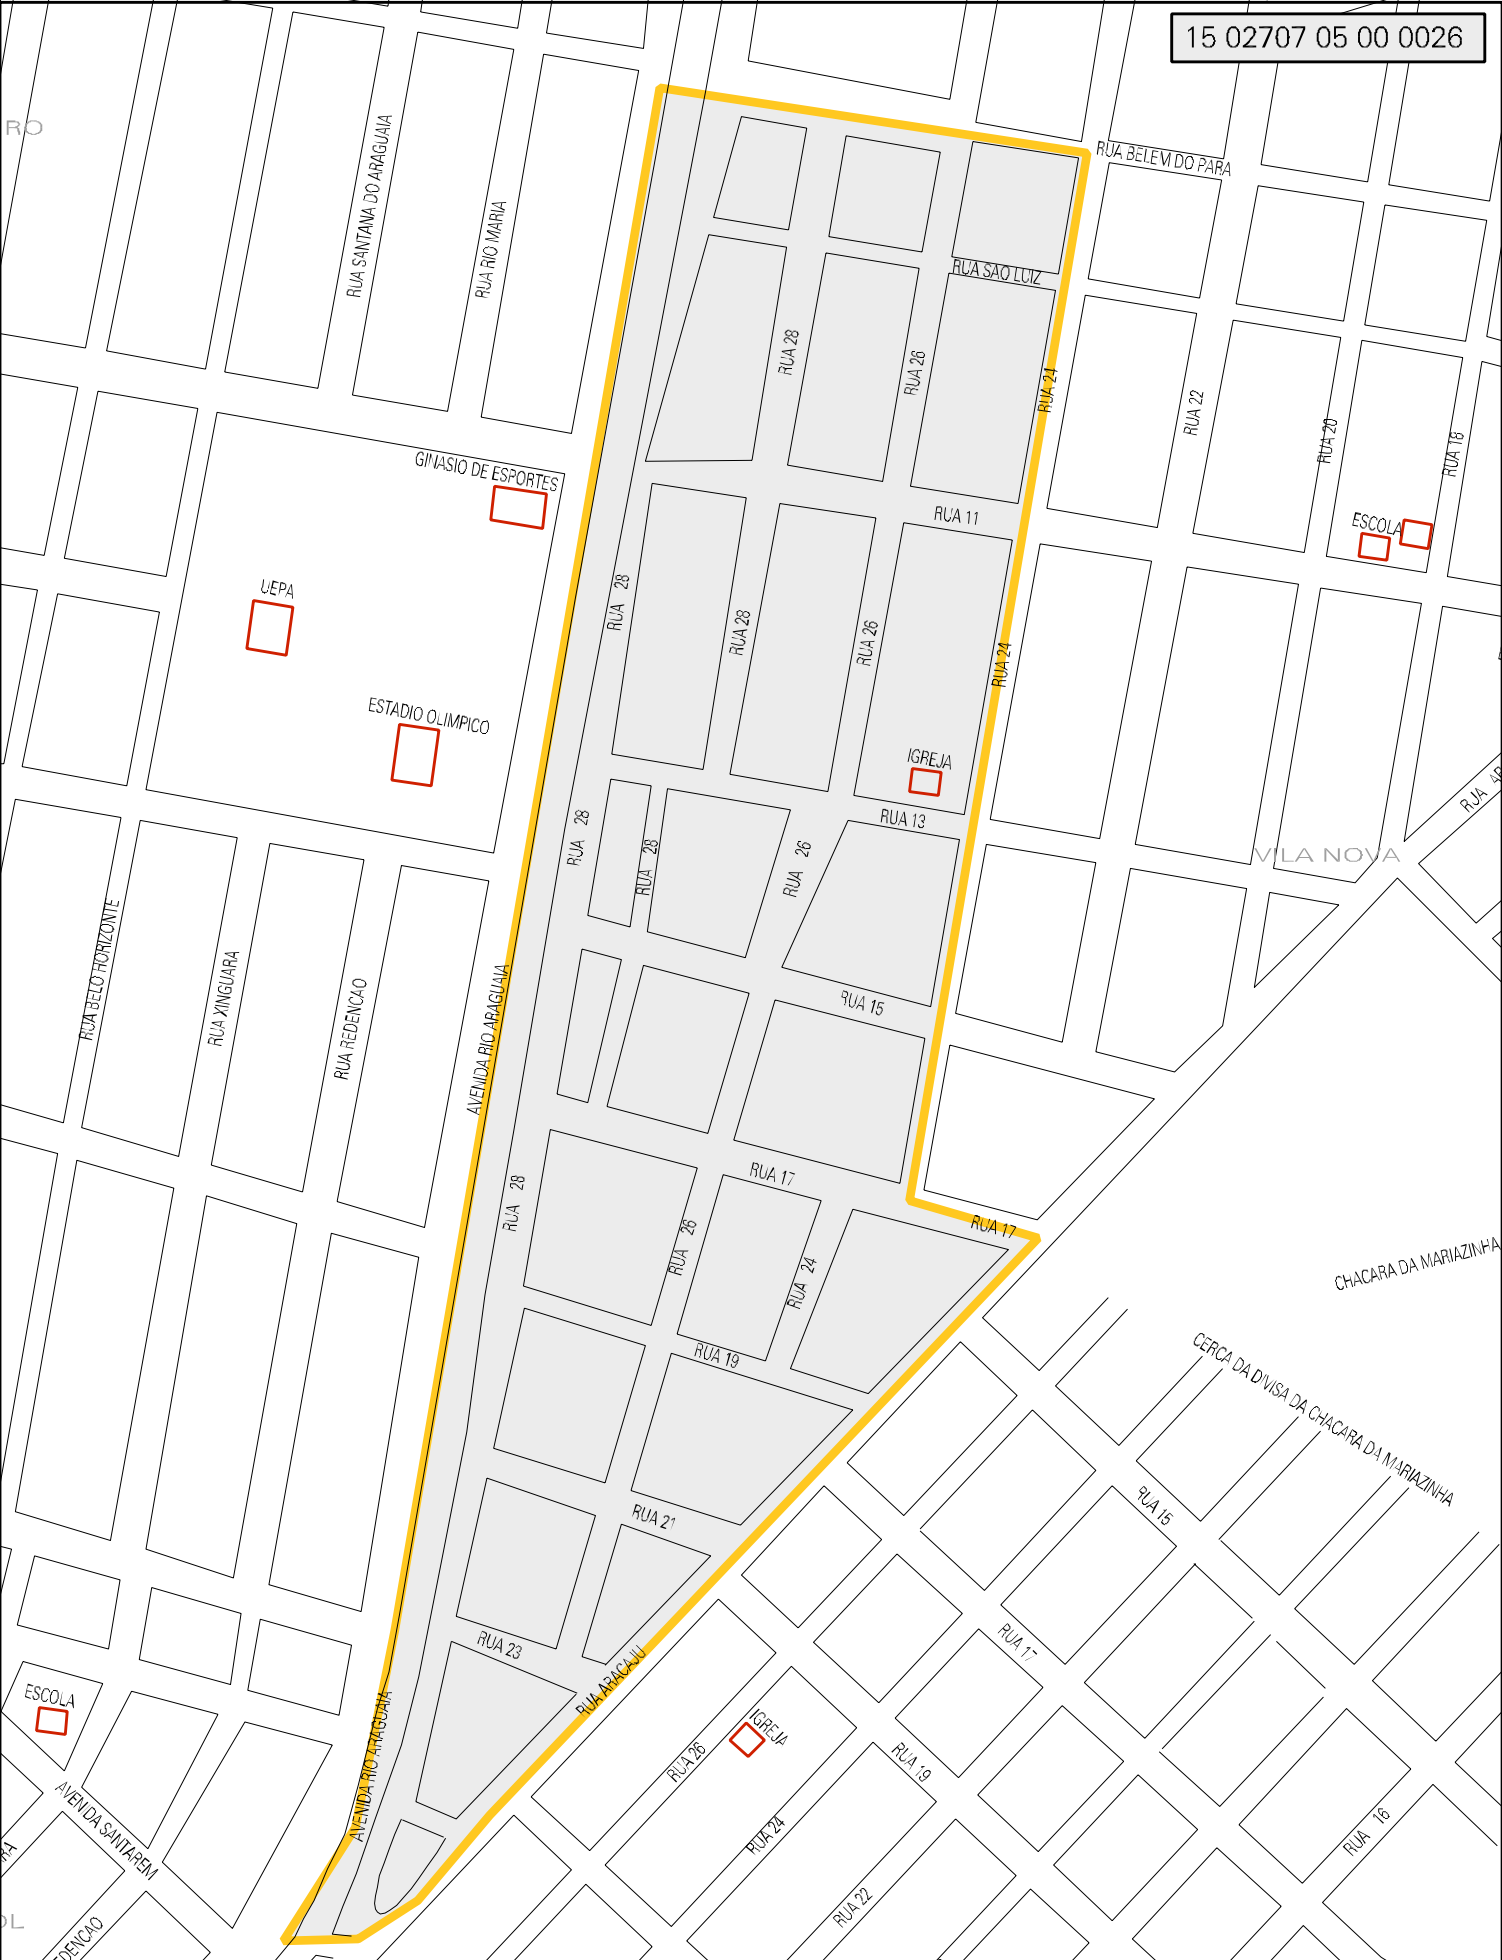 15 02707 05 00 0026
RO
RUA SANTANA DO ARAGUAIA
RUA RIO MARIA
RUA BELEM DO PARA
RUA SAO LUIZ
RUA 28
RUA 26
RUA 24
RUA 22
RUA 20
RUA 18
GINASIO DE ESPORTES
RUA 11
ESCOLA
UEPA
RUA 28
RUA 28
RUA 26
RUA 24
ESTADIO OLIMPICO
IGREJA
RUA 13
RUA 28
RUA 28
RUA 26
VILA NOVA
RUA BELO HORIZONTE
RUA XINGUARA
RUA REDENCAO
AVENIDA RIO ARAGUAIA
RUA 15
RUA 17
RUA 28
RUA 26
RUA 24
RUA 17
CHACARA DA MARIAZINHA
CERCA DA DIVISA DA CHACARA DA MARIAZINHA
RUA 19
RUA 15
RUA 21
RUA 23
RUA 17
RUA ARACAJU
ESCOLA
AVENIDA RIO ARAGUAIA
IGREJA
RUA 26
RUA 19
AVENIDA SANTAREM
RUA 24
RUA 16
RUA 22
EDENCAO
OL